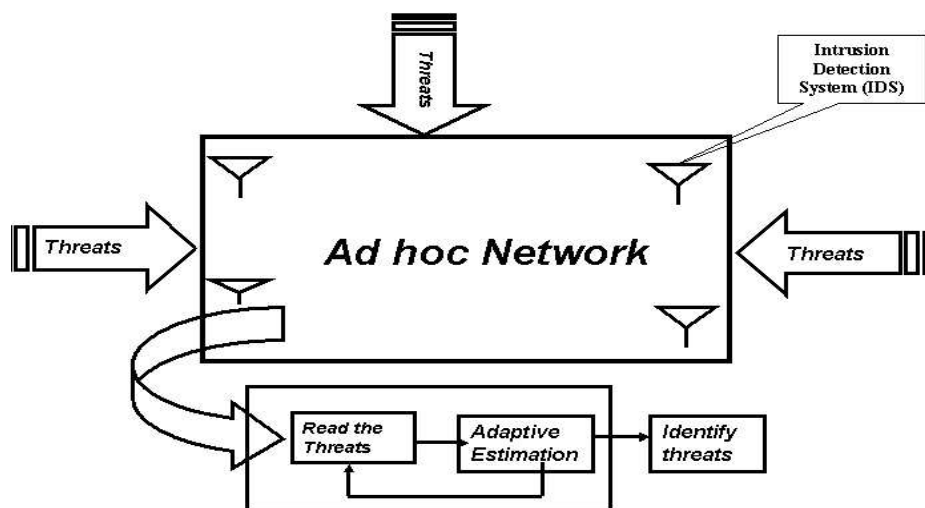 Threats
Intrusion
Detection
System (IDS)
Threats
Ad hoc Network
Threats
Read the
Threats
Adaptive
Estimation
Identify
threats